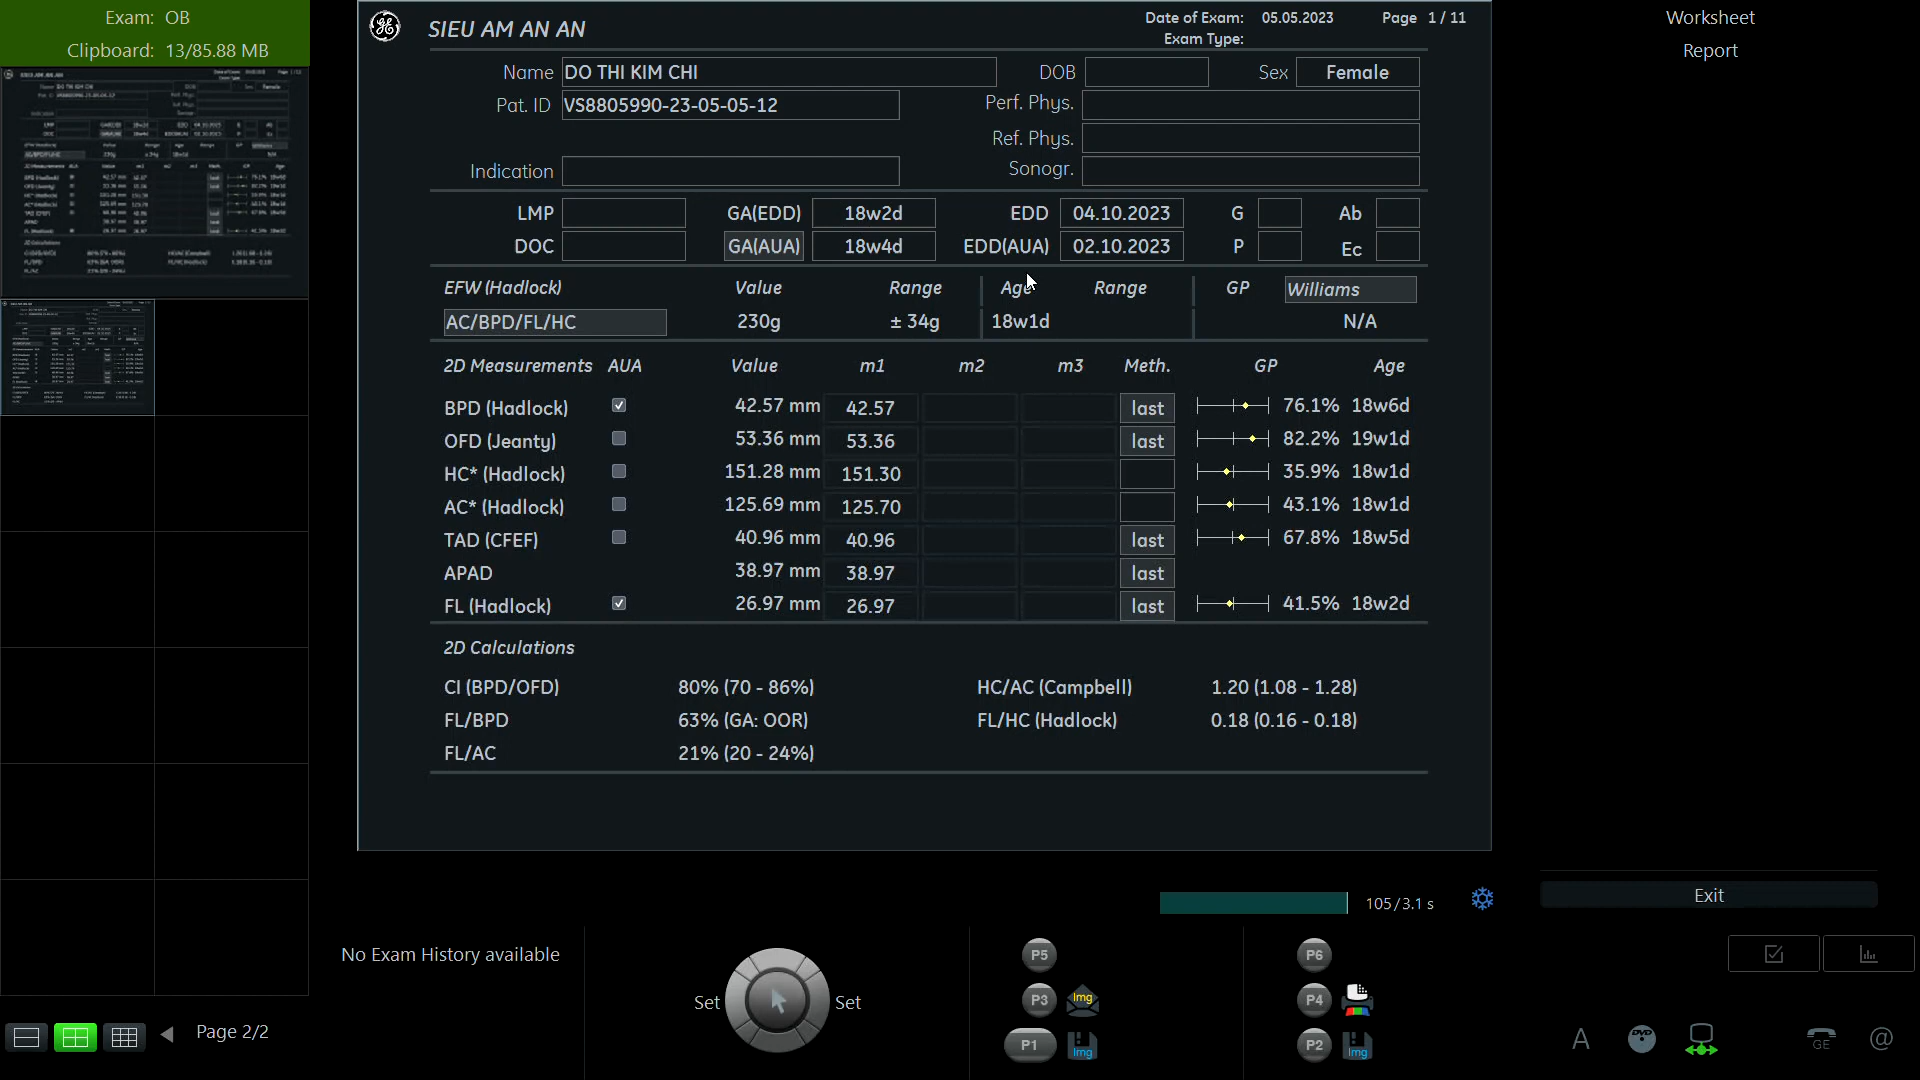 Exam: OB
Clipboard: 13/85.88 MB
SIEU AM AN AN
Date of Exam: 05.05.2023 Page 1 / 11
Exam Type:
Name DO THI KIM CHI DOB Sex Female
Pat. ID VS8805990-23-05-05-12 Perf. Phys.
Ref. Phys.
Indication Sonogr.
LMP GA(EDD) 18w2d EDD 04.10.2023 G Ab
DOC GA(AUA) 18w4d EDD(AUA) 02.10.2023 P Ec
EFW (Hadlock) Value Range Age Range GP Williams
AC/BPD/FL/HC 230g ± 34g 18w1d N/A
2D Measurements AUA Value m1 m2 m3 Meth. GP Age
BPD (Hadlock) 42.57 mm 42.57 last 76.1% 18w6d
OFD (Jeanty) 53.36 mm 53.36 last 82.2% 19w1d
HC* (Hadlock) 151.28 mm 151.30 35.9% 18w1d
AC* (Hadlock) 125.69 mm 125.70 43.1% 18w1d
TAD (CFEF) 40.96 mm 40.96 last 67.8% 18w5d
APAD 38.97 mm 38.97 last
FL (Hadlock) 26.97 mm 26.97 last 41.5% 18w2d
2D Calculations
CI (BPD/OFD) 80% (70 - 86%) HC/AC (Campbell) 1.20 (1.08 - 1.28)
FL/BPD 63% (GA: OOR) FL/HC (Hadlock) 0.18 (0.16 - 0.18)
FL/AC 21% (20 - 24%)
Worksheet
Report
105/3.1 s
Exit
No Exam History available
Set Set
P5 P6
P3 Img P4
P1 Img P2 Img
Page 2/2
A DVD GE @